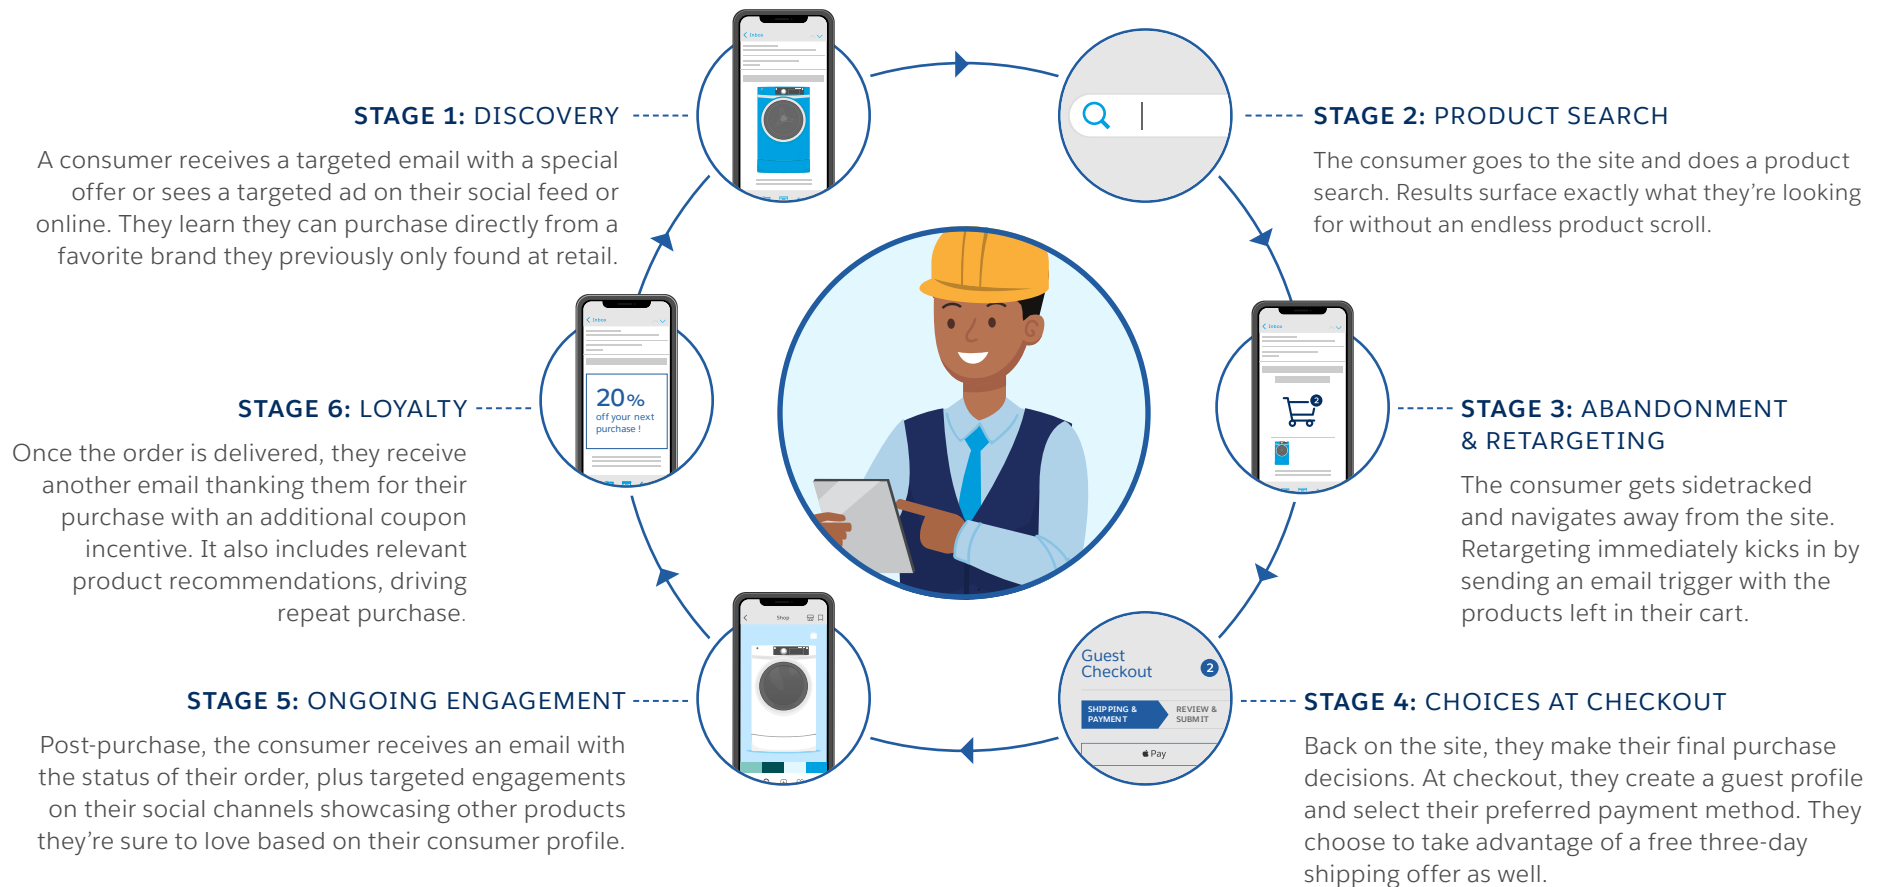 Inbox
STAGE 1: DISCOVERY
A consumer receives a targeted email with a special
offer or sees a targeted ad on their social feed or
online. They learn they can purchase directly from a
favorite brand they previously only found at retail.
STAGE 2: PRODUCT SEARCH
The consumer goes to the site and does a product
search. Results surface exactly what they’re looking
for without an endless product scroll.
Inbox
2
STAGE 3: ABANDONMENT
& RETARGETING
The consumer gets sidetracked
and navigates away from the site.
Retargeting immediately kicks in by
sending an email trigger with the
products left in their cart.
Guest
Checkout
2
SHIPPING &
PAYMENT
REVIEW &
SUBMIT
Pay
STAGE 4: CHOICES AT CHECKOUT
Back on the site, they make their final purchase
decisions. At checkout, they create a guest profile
and select their preferred payment method. They
choose to take advantage of a free three-day
shipping offer as well.
Shop
STAGE 5: ONGOING ENGAGEMENT
Post-purchase, the consumer receives an email with
the status of their order, plus targeted engagements
on their social channels showcasing other products
they’re sure to love based on their consumer profile.
Inbox
20%
off your next
purchase !
STAGE 6: LOYALTY
Once the order is delivered, they receive
another email thanking them for their
purchase with an additional coupon
incentive. It also includes relevant
product recommendations, driving
repeat purchase.